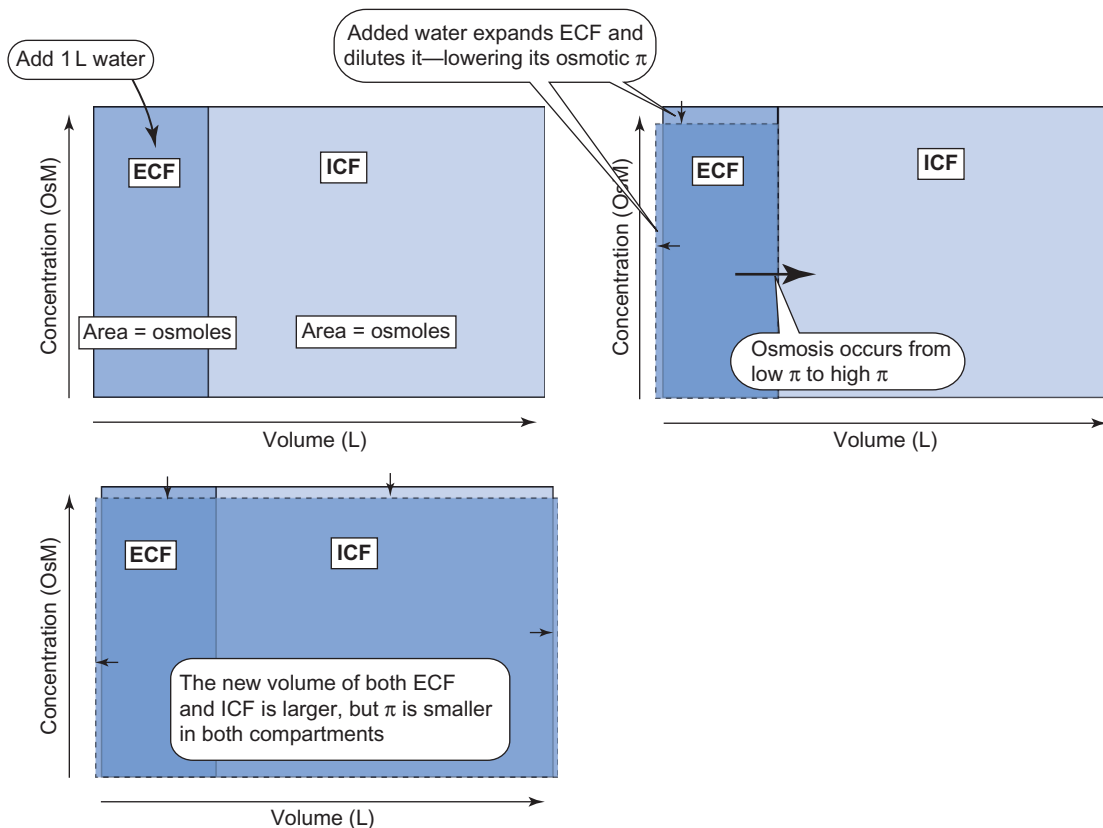 Add 1 L water
ECF
ICF
Area = osmoles
Area = osmoles
Concentration (OsM)
Volume (L)
Added water expands ECF and
dilutes it—lowering its osmotic π
ECF
ICF
Osmosis occurs from
low π to high π
Concentration (OsM)
Volume (L)
ECF
ICF
The new volume of both ECF
and ICF is larger, but π is smaller
in both compartments
Concentration (OsM)
Volume (L)